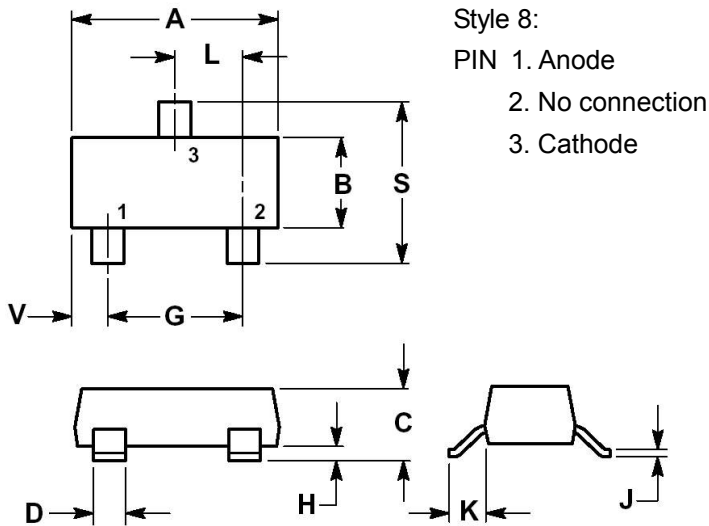 A
L
3
B
S
1
2
V
G
Style 8:
PIN 1. Anode
2. No connection
3. Cathode
C
D
H
K
J